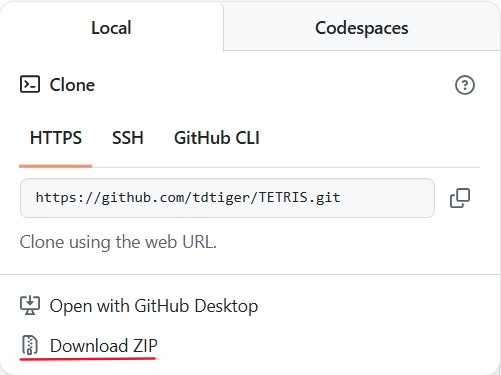 Local
Codespaces
Clone
HTTPS
SSH
GitHub CLI
https://github.com/tdtiger/TETRIS.git
Clone using the web URL.
Open with GitHub Desktop
Download ZIP